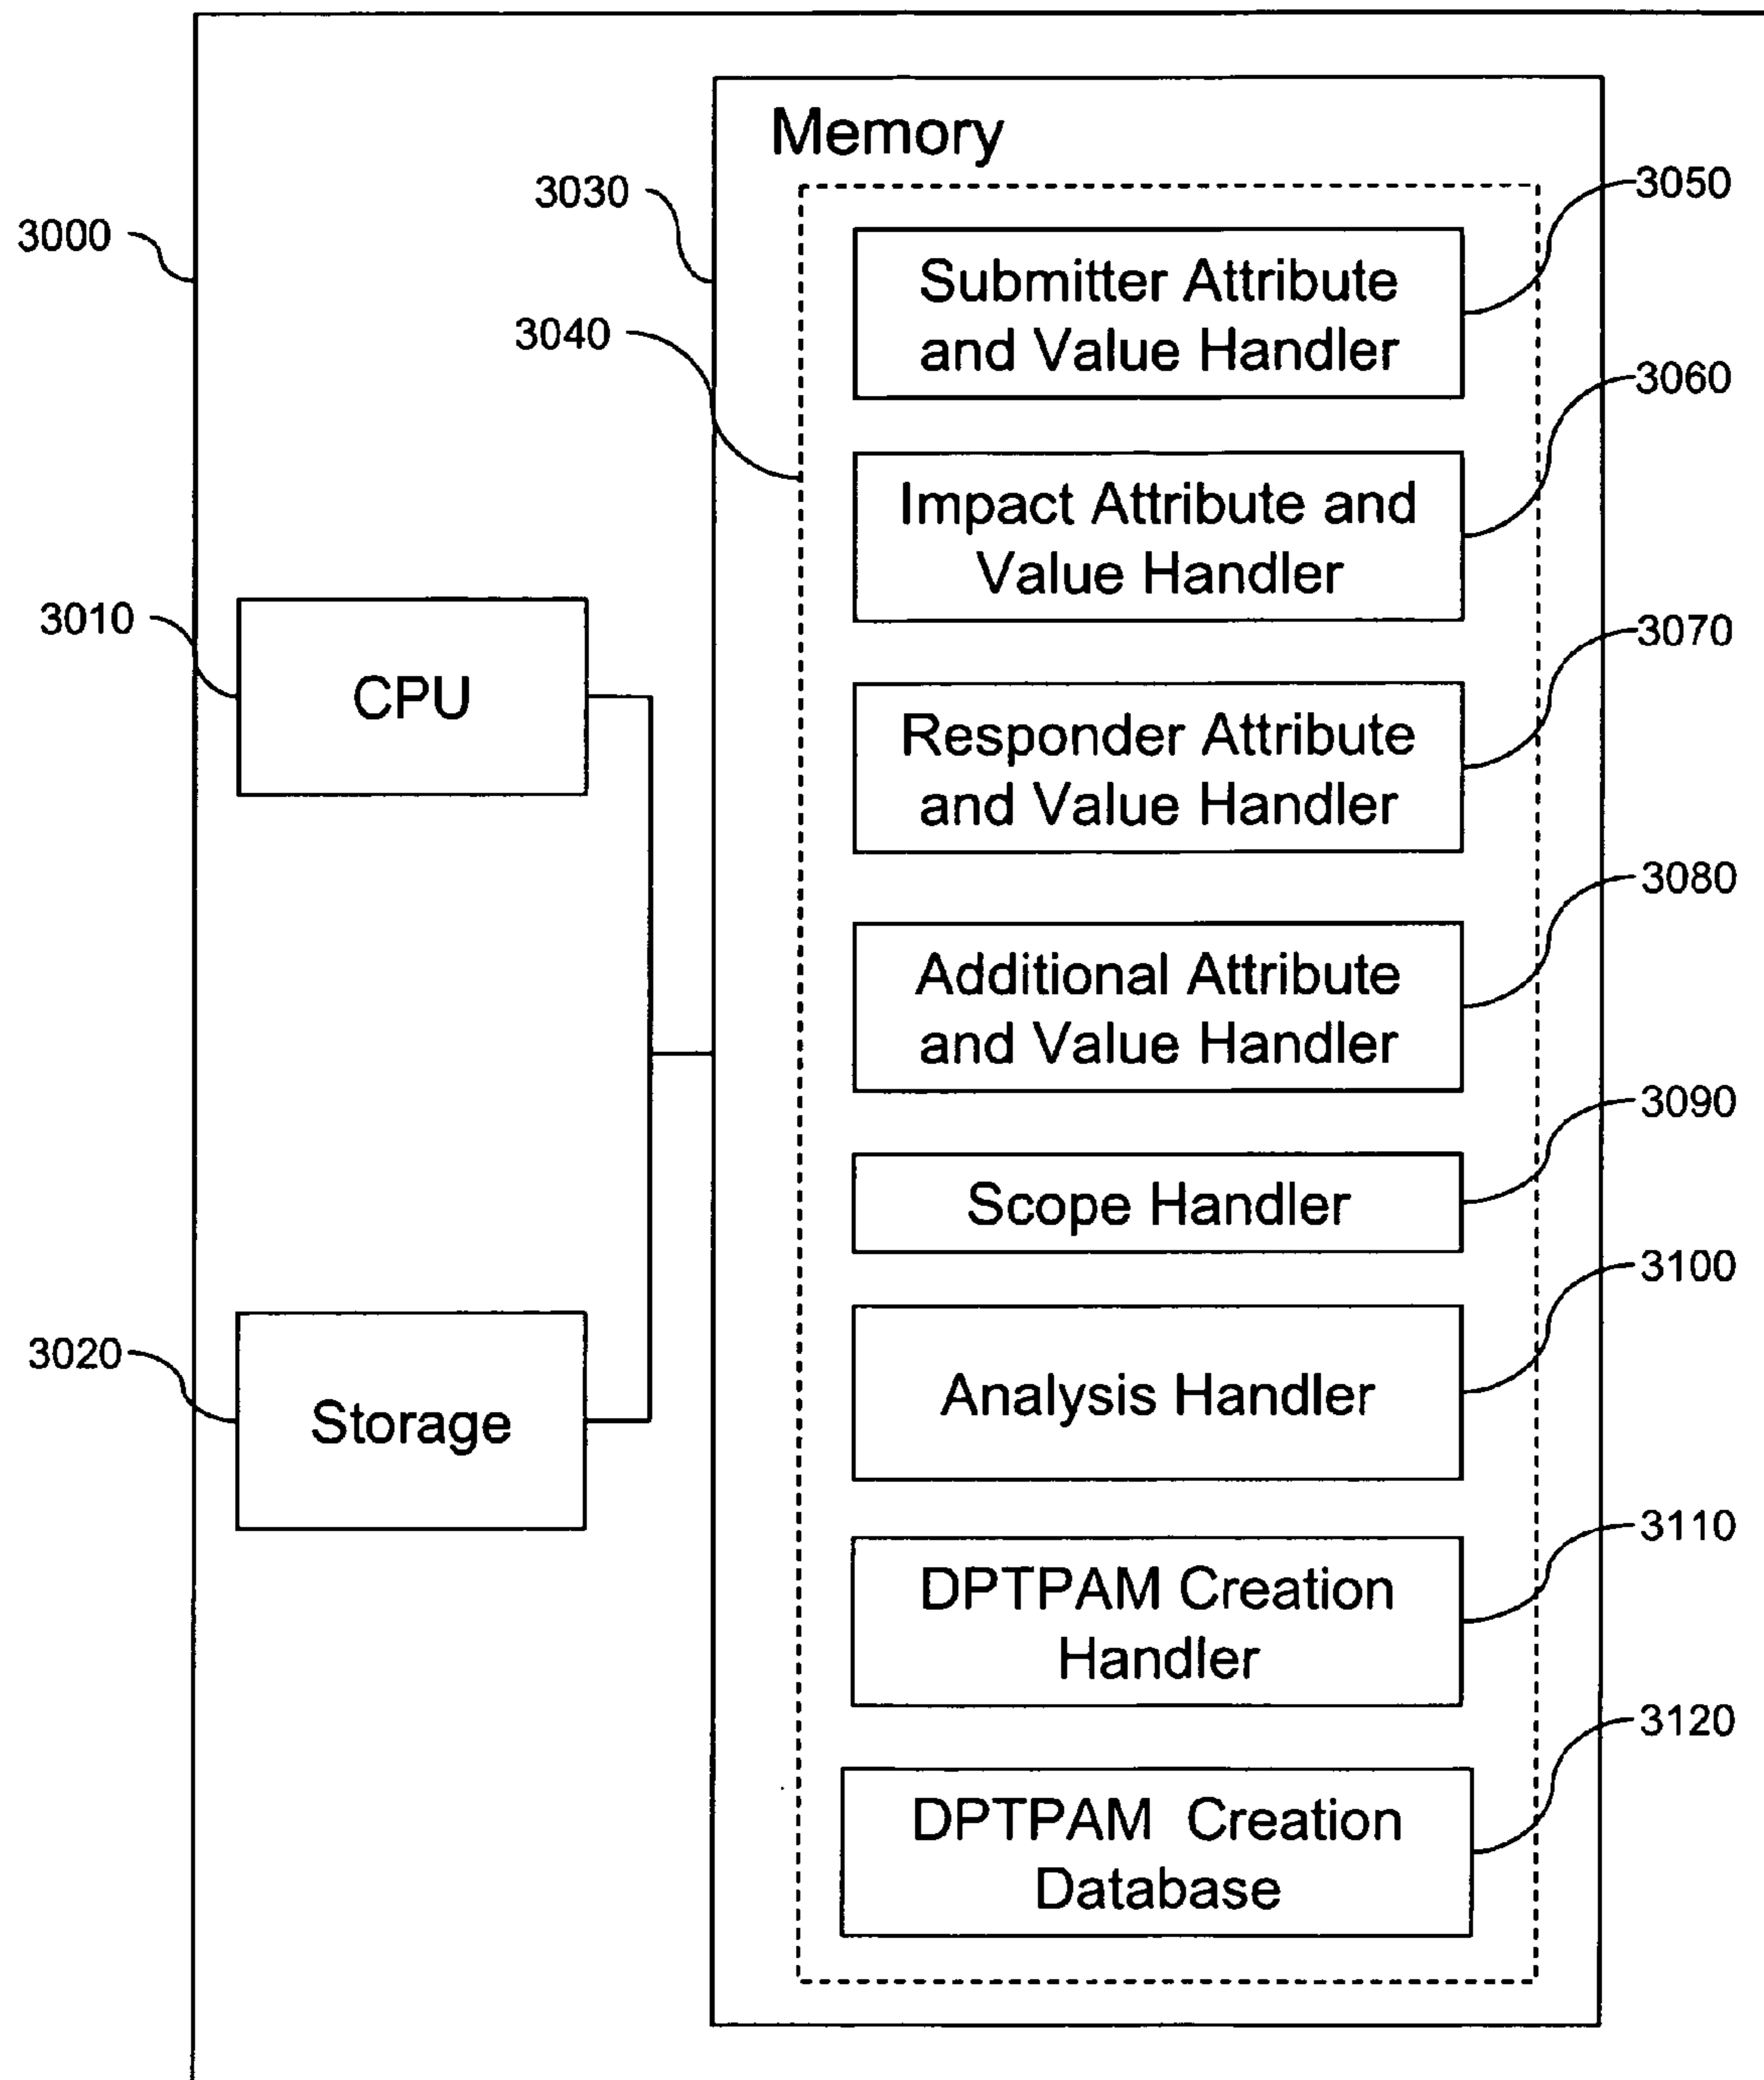 Memory
3000
3030
3040
3050
Submitter Attribute
and Value Handler
3060
Impact Attribute and
Value Handler
3010
CPU
3070
Responder Attribute
and Value Handler
3080
Additional Attribute
and Value Handler
3090
Scope Handler
3100
3020
Storage
Analysis Handler
3110
DPTPAM Creation
Handler
3120
DPTPAM Creation
Database